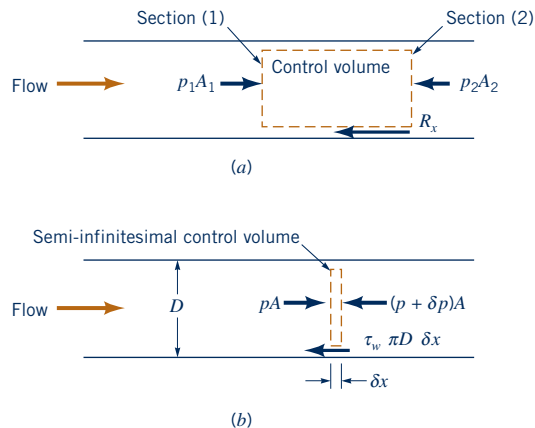 Section (1)
Section (2)
Control volume
Flow
p₁A₁
p₂A₂
Rₓ
(a)
Semi-infinitesimal control volume
Flow
D
pA
(p + δp)A
τ_w πD δx
δx
(b)